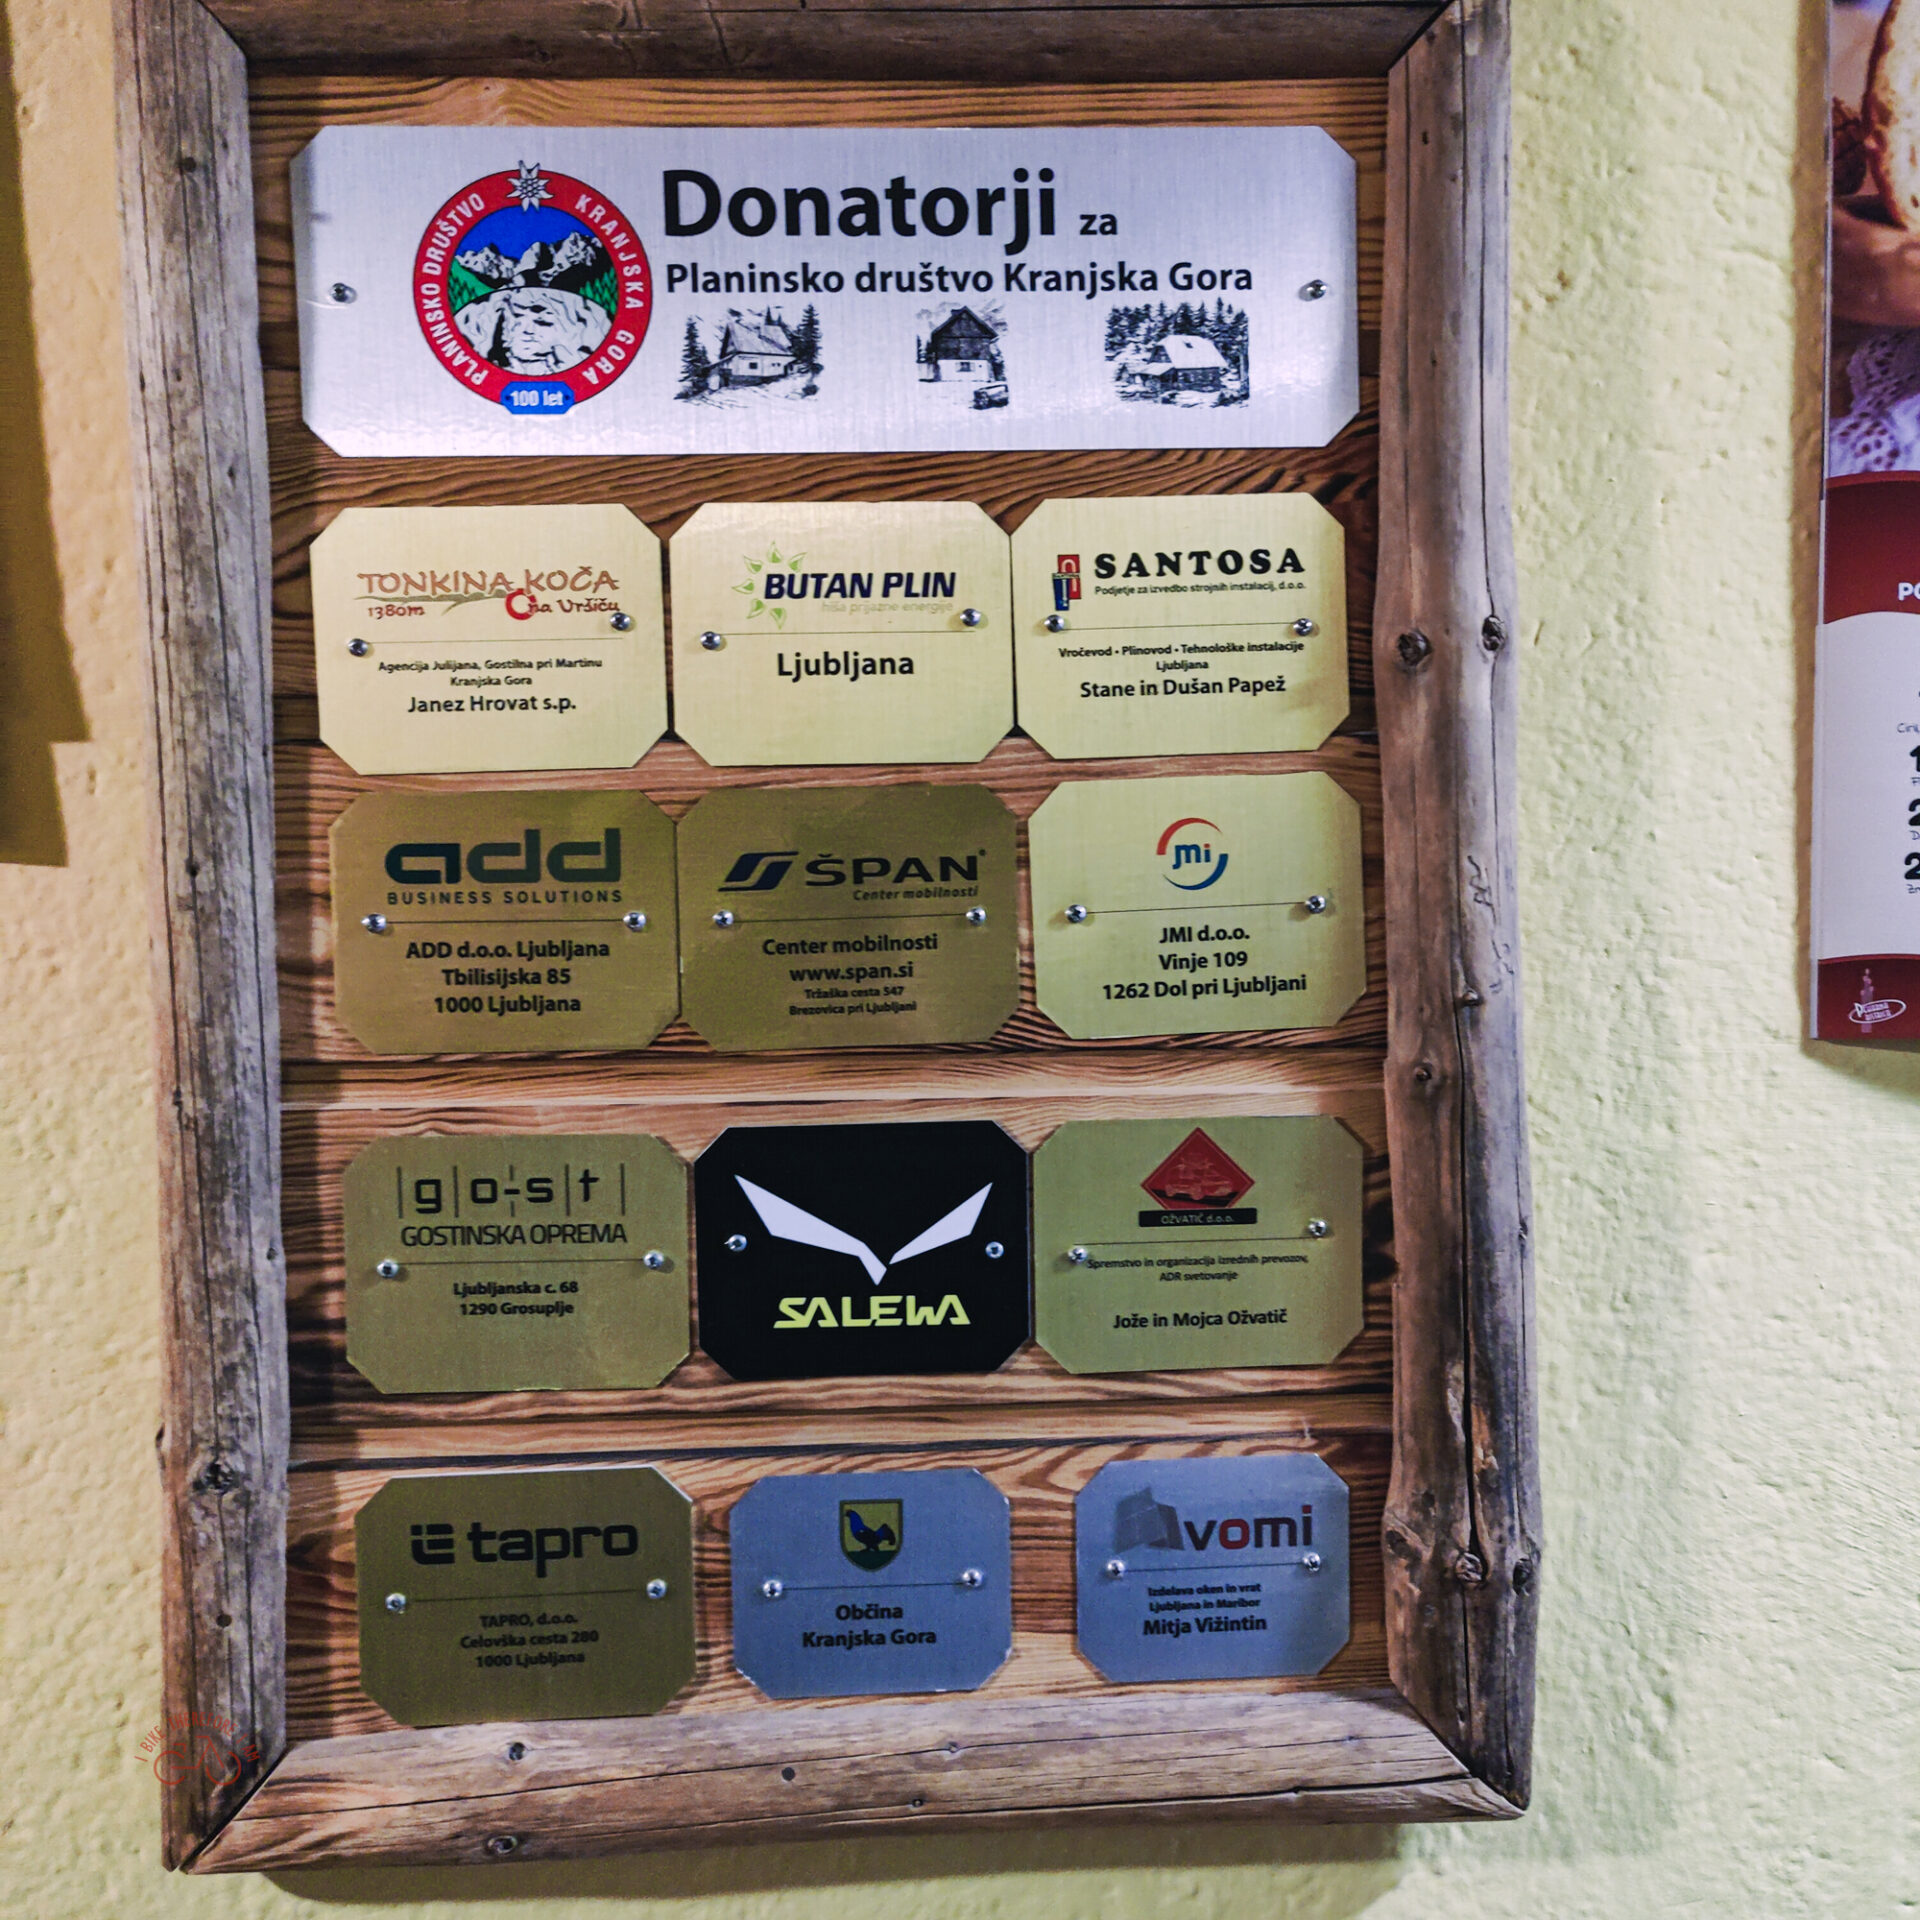 Donatorji za
Planinsko društvo Kranjska Gora
PLANINSKO DRUŠTVO KRANJSKA GORA
100 let
TONKINA KOČA
1380m na Vršiču
Agencija Julijana, Gostilna pri Martinu
Kranjska Gora
Janez Hrovat s.p.
BUTAN PLIN
hiša prijazne energije
Ljubljana
SANTOSA
Podjetje za izvedbo strojnih instalacij, d.o.o.
Vročevod • Plinovod • Tehnološke instalacije
Ljubljana
Stane in Dušan Papež
add
BUSINESS SOLUTIONS
ADD d.o.o. Ljubljana
Tbilisijska 85
1000 Ljubljana
ŠPAN
Center mobilnosti
Center mobilnosti
www.span.si
Tržaška cesta 547
Brezovica pri Ljubljani
jmi
JMI d.o.o.
Vinje 109
1262 Dol pri Ljubljani
|g|o-s|t|
GOSTINSKA OPREMA
Ljubljanska c. 68
1290 Grosuplje
SALEWA
OŽVATIČ d.o.o.
Spremstvo in organizacija izrednih prevozov,
ADR svetovanje
Jože in Mojca Ožvatič
tapro
TAPRO, d.o.o.
Celovška cesta 280
1000 Ljubljana
Občina
Kranjska Gora
Avomi
Izdelava oken in vrat
Ljubljana in Maribor
Mitja Vižintin
I BIKE THEREFORE I AM